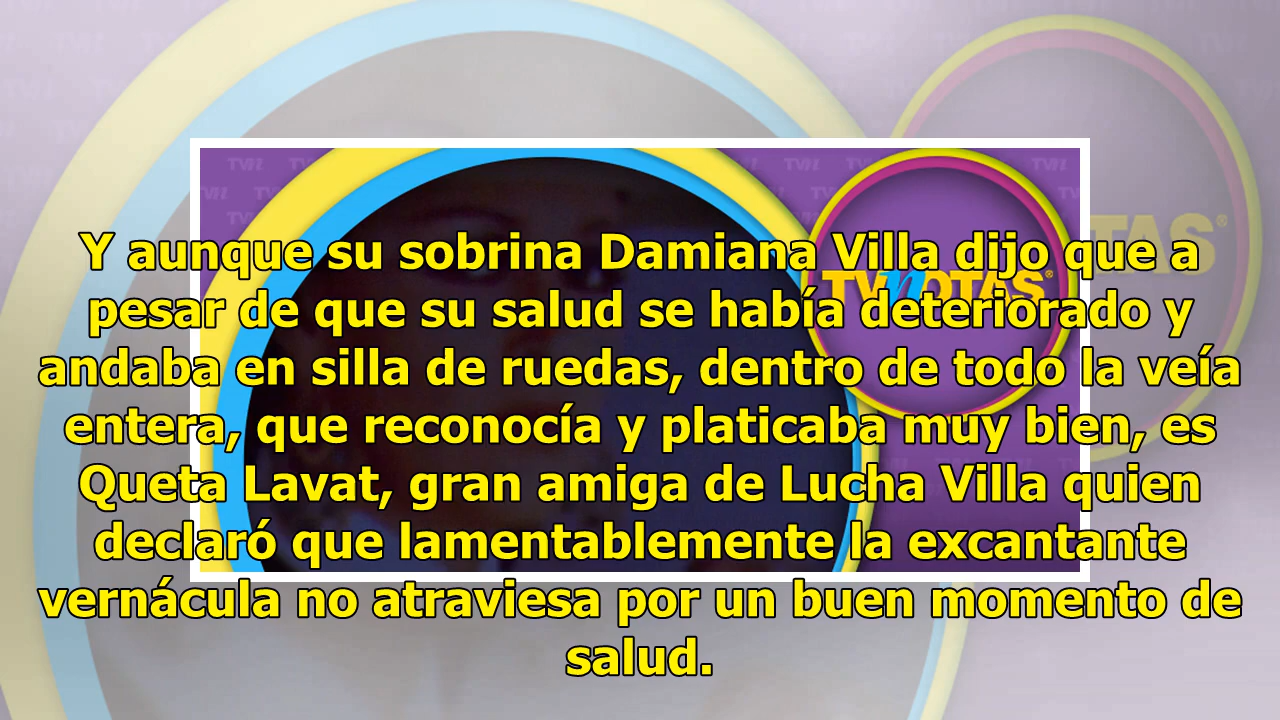 Y aunque su sobrina Damiana Villa dijo que a
pesar de que su salud se había deteriorado y
andaba en silla de ruedas, dentro de todo la veía
entera, que reconocía y platicaba muy bien, es
Queta Lavat, gran amiga de Lucha Villa quien
declaró que lamentablemente la excantante
vernácula no atraviesa por un buen momento de
salud.
TVNOTAS®
TAS®